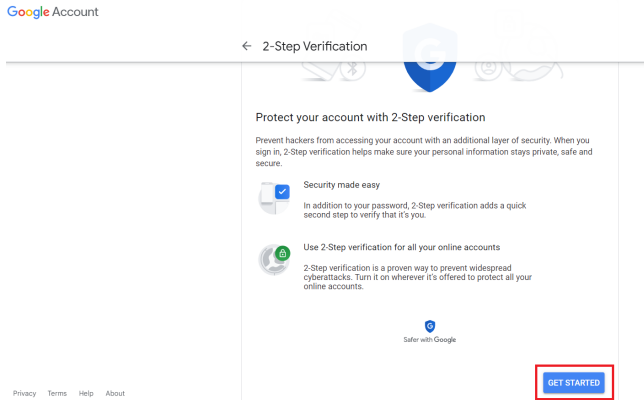 Google Account
2-Step Verification
Protect your account with 2-Step verification
Prevent hackers from accessing your account with an additional layer of security. When you
sign in, 2-Step verification helps make sure your personal information stays private, safe and
secure.
Security made easy
In addition to your password, 2-Step verification adds a quick
second step to verify that it's you.
Use 2-Step verification for all your online accounts
2-Step verification is a proven way to prevent widespread
cyberattacks. Turn it on wherever it's offered to protect all your
online accounts.
G
Safer with Google
GET STARTED
Privacy Terms Help About